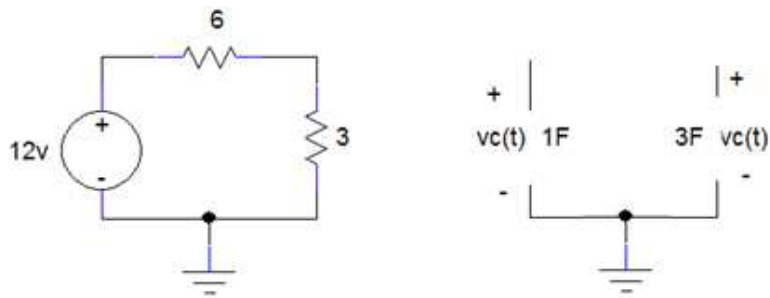 6
+
12v
-
3
+
vc(t) 1F
-
+
3F vc(t)
-